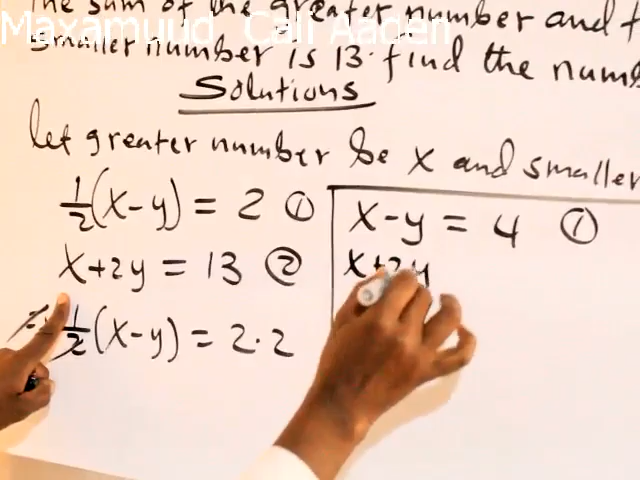 The sum of the greater number and
Maxamuud Cali Aaden
smaller number is 13. find the numb
Solutions
let greater number be x and smaller
1/2(x-y) = 2 ① x-y = 4 ①
x+2y = 13 ② x+2y
1/2(x-y) = 2.2